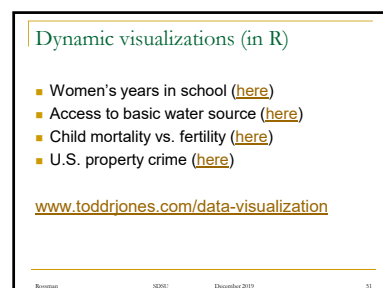 Dynamic visualizations (in R)
Women's years in school (here)
Access to basic water source (here)
Child mortality vs. fertility (here)
U.S. property crime (here)
www.toddrjones.com/data-visualization
Rossman SDSU December 2019 51